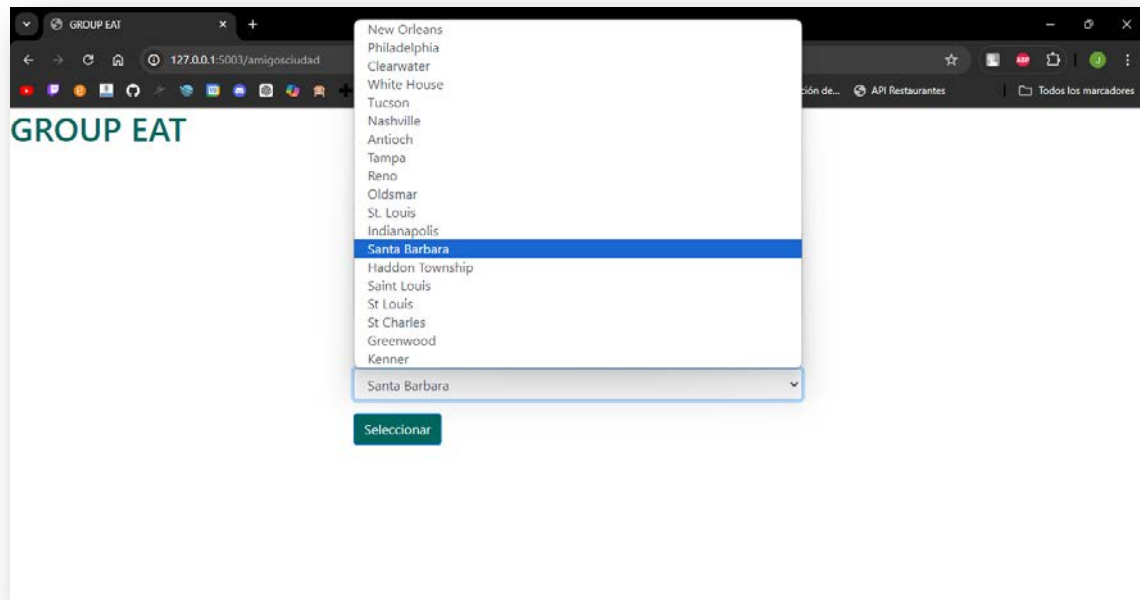 GROUP EAT
127.0.0.1:5003/amigosciudad
ABP
J
ión de...
API Restaurantes
Todos los marcadores
GROUP EAT
New Orleans
Philadelphia
Clearwater
White House
Tucson
Nashville
Antioch
Tampa
Reno
Oldsmar
St. Louis
Indianapolis
Santa Barbara
Haddon Township
Saint Louis
St Louis
St Charles
Greenwood
Kenner
Santa Barbara
Seleccionar